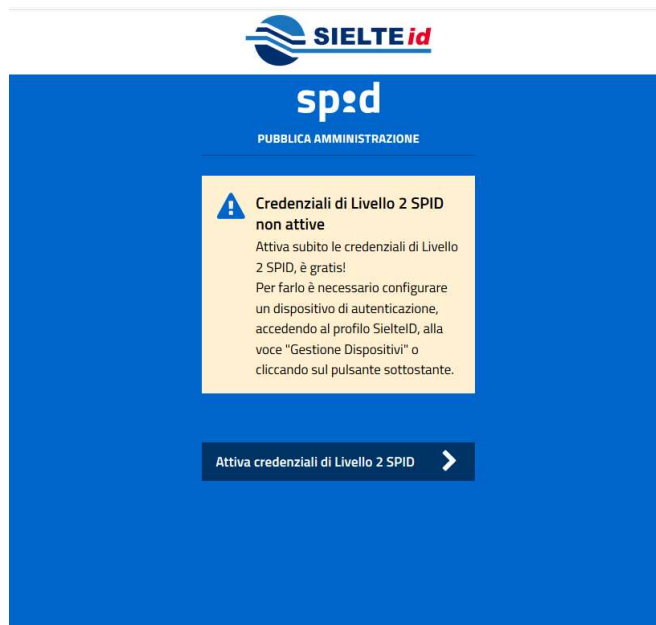 SIELTE id
sp:d
PUBBLICA AMMINISTRAZIONE
Credenziali di Livello 2 SPID
non attive
Attiva subito le credenziali di Livello
2 SPID, è gratis!
Per farlo è necessario configurare
un dispositivo di autenticazione,
accedendo al profilo SielteID, alla
voce "Gestione Dispositivi" o
cliccando sul pulsante sottostante.
Attiva credenziali di Livello 2 SPID